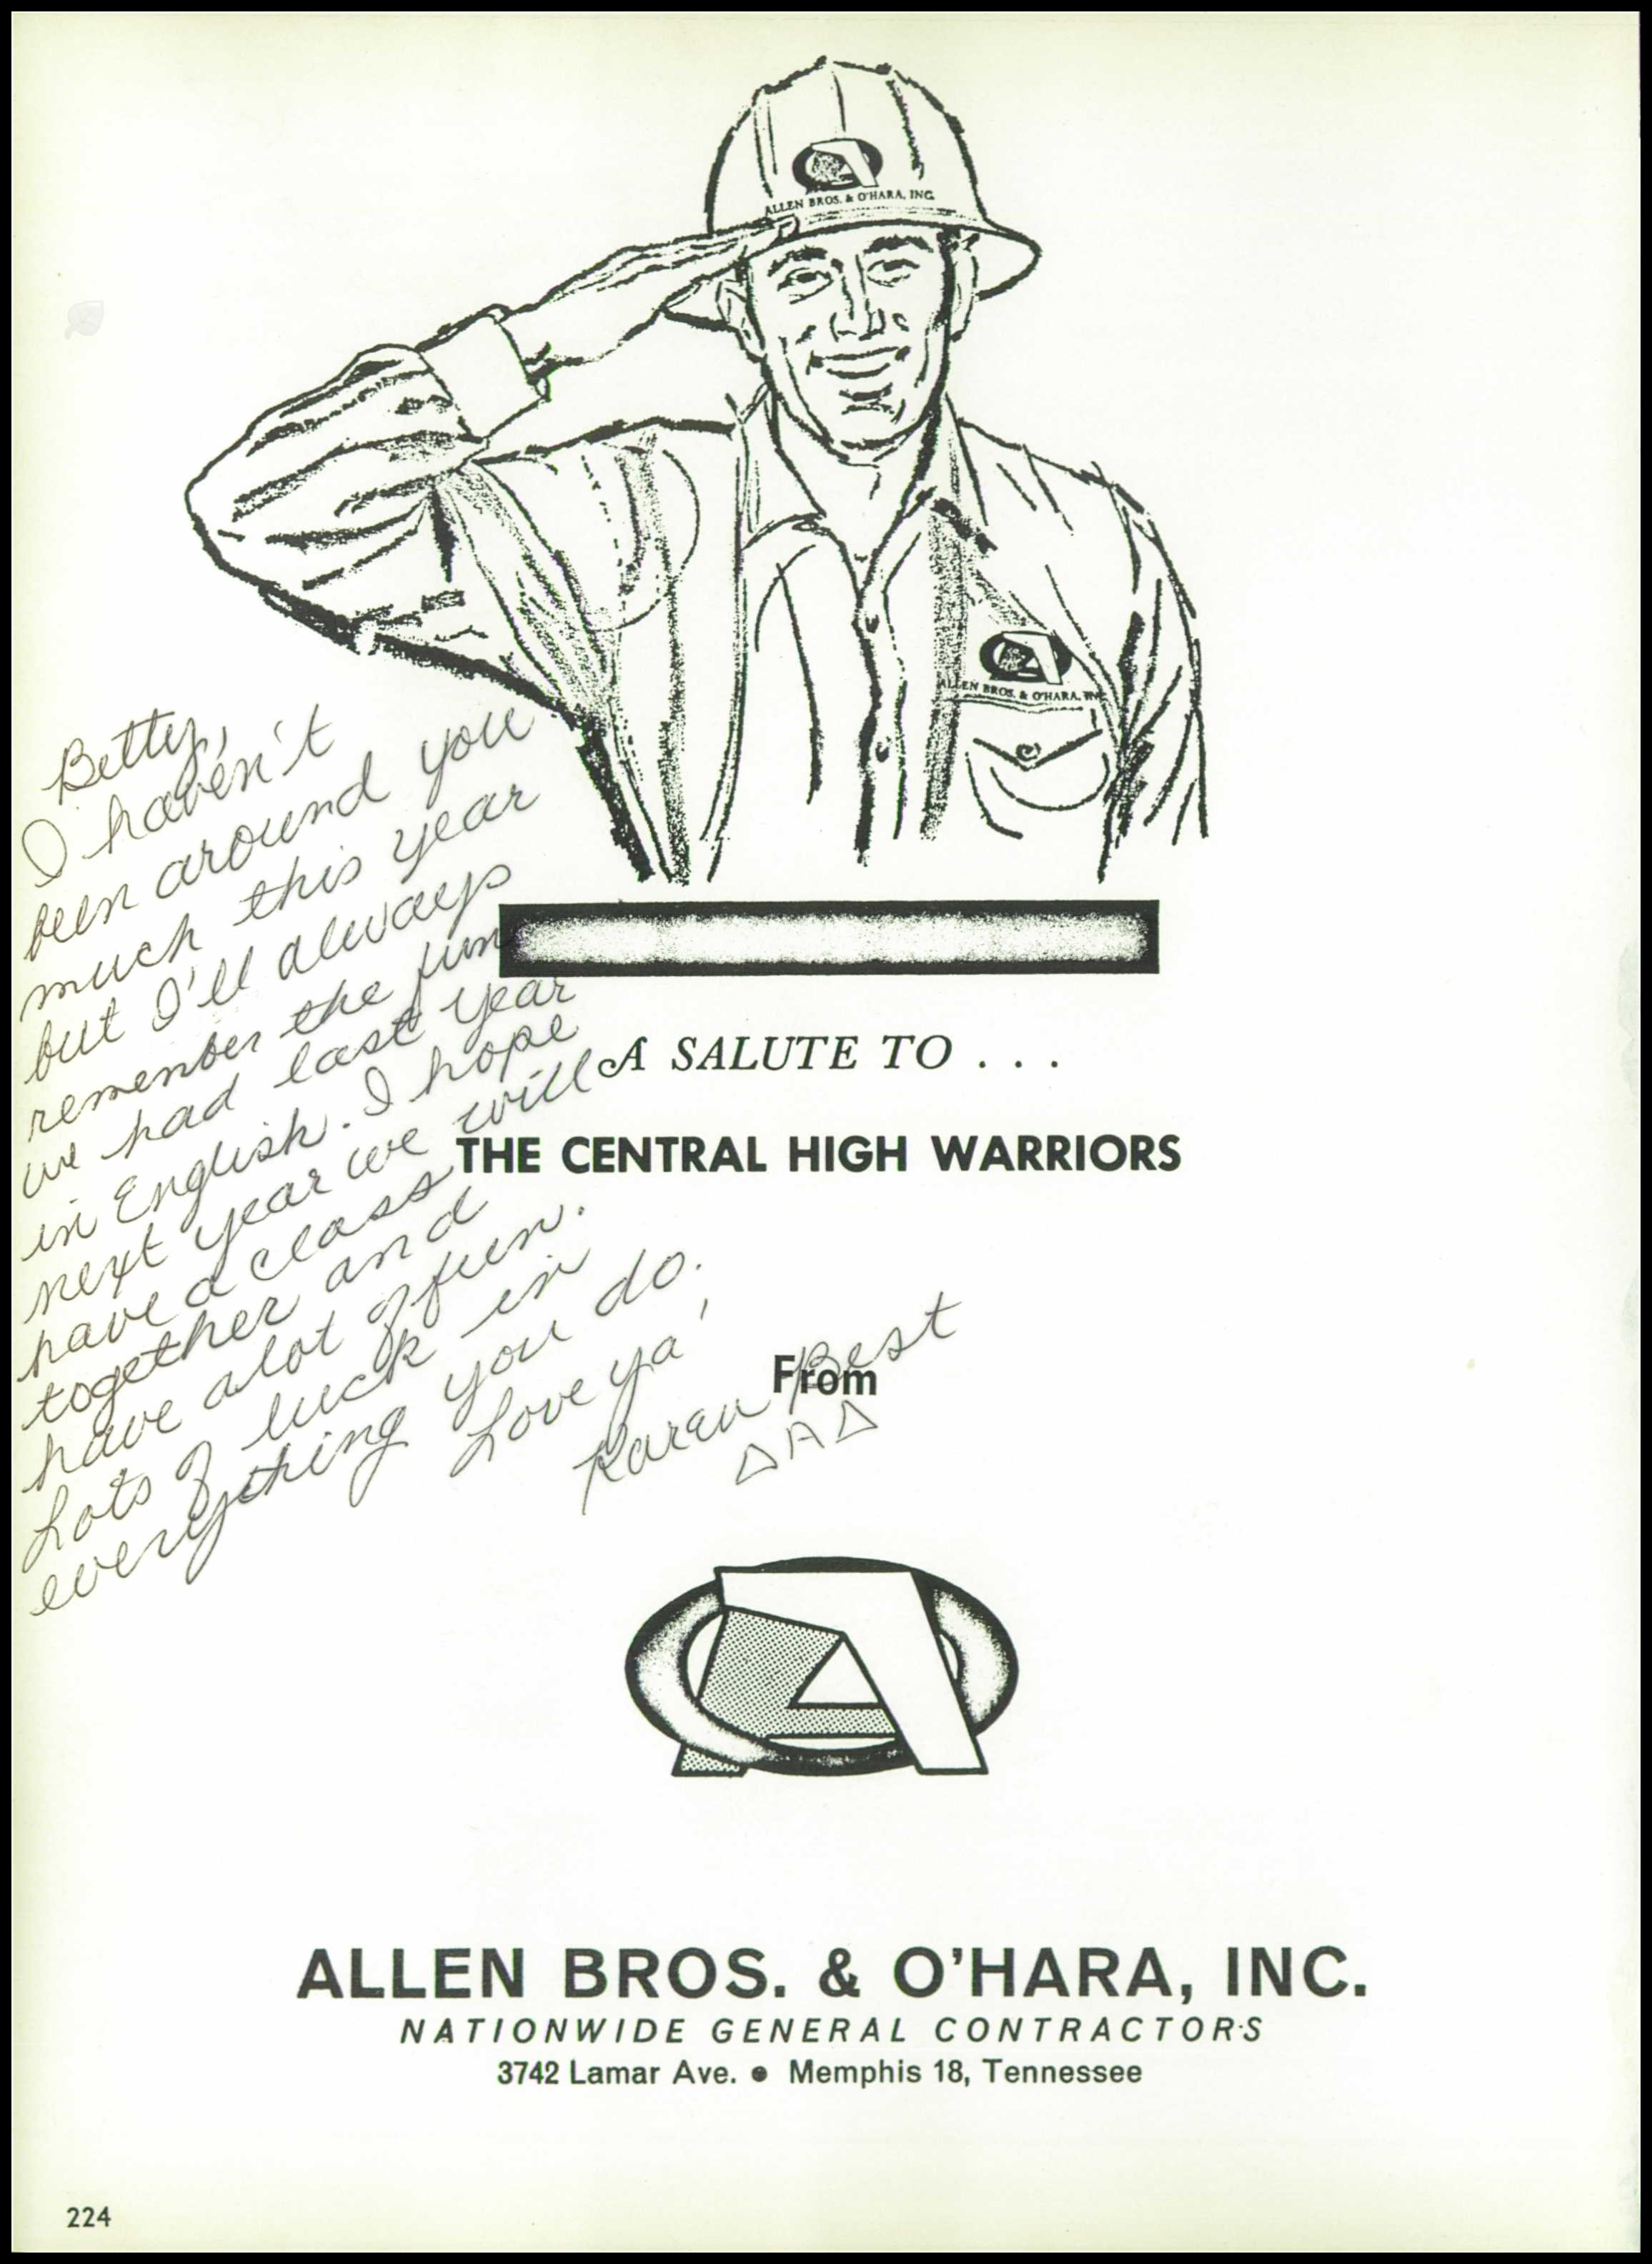 ALLEN BROS. & O'HARA, INC.
ALLEN BROS. & O'HARA, INC.
Betty,
I haven't
been around you
much this year
but I'll always
remember the fun
we had last year
in English. I hope
next year we will
have a class
together and
have alot of fun.
Lots of luck in
everything you do.
Love ya',
Karen Best
ΔAΔ
A SALUTE TO . . .
THE CENTRAL HIGH WARRIORS
From
ALLEN BROS. & O'HARA, INC.
NATIONWIDE GENERAL CONTRACTORS
3742 Lamar Ave. • Memphis 18, Tennessee
224